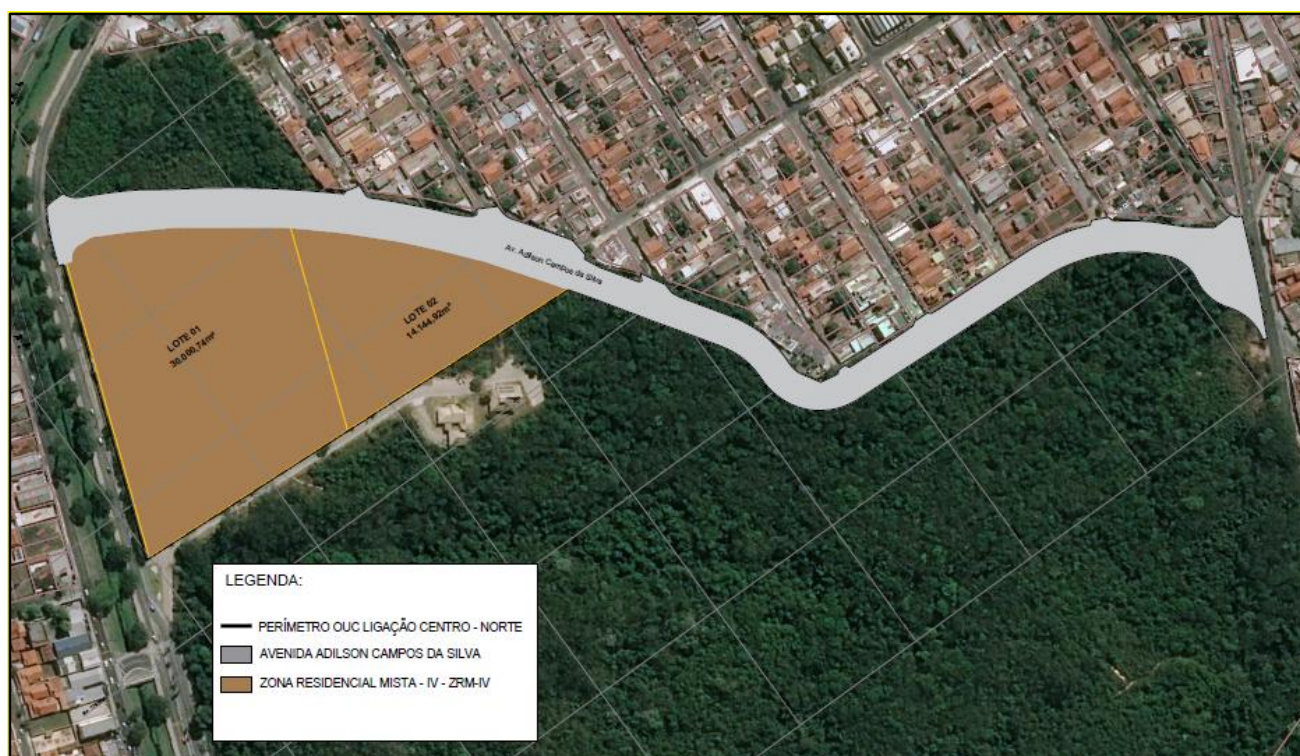 Av. Adilson Campos da Silva
LOTE 01
30.000,74m²
LOTE 02
14.144,92m²
LEGENDA:
PERÍMETRO OUC LIGAÇÃO CENTRO - NORTE
AVENIDA ADILSON CAMPOS DA SILVA
ZONA RESIDENCIAL MISTA - IV - ZRM-IV